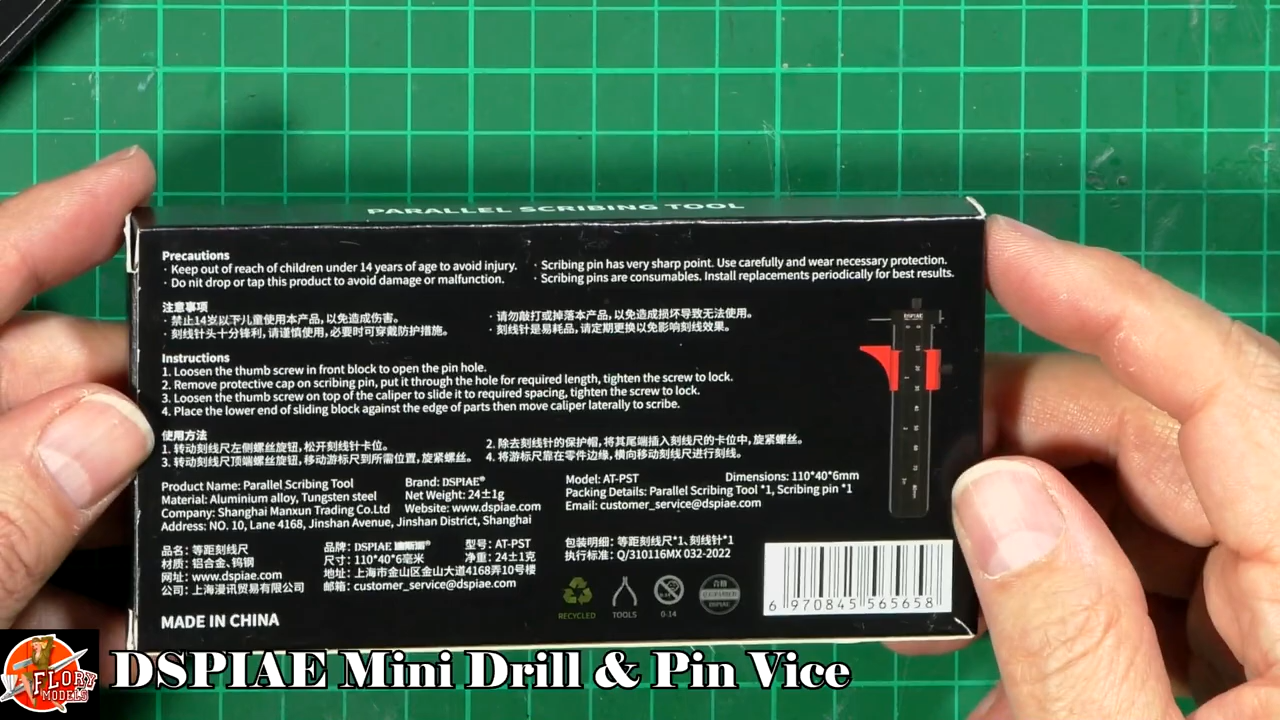 PARALLEL SCRIBING TOOL
Precautions
· Keep out of reach of children under 14 years of age to avoid injury.
· Scribing pin has very sharp point. Use carefully and wear necessary protection.
· Do nit drop or tap this product to avoid damage or malfunction.
· Scribing pins are consumables. Install replacements periodically for best results.
注意事项
· 禁止14岁以下儿童使用本产品，以免造成伤害。
· 请勿敲打或掉落本产品，以免造成损坏导致无法使用。
· 刻线针头十分锋利，请谨慎使用，必要时可穿戴防护措施。
· 刻线针是易耗品，请定期更换以免影响刻线效果。
Instructions
1. Loosen the thumb screw in front block to open the pin hole.
2. Remove protective cap on scribing pin, put it through the hole for required length, tighten the screw to lock.
3. Loosen the thumb screw on top of the caliper to slide it to required spacing, tighten the screw to lock.
4. Place the lower end of sliding block against the edge of parts then move caliper laterally to scribe.
使用方法
1. 转动刻线尺左侧螺丝旋钮，松开刻线针卡位。
2. 除去刻线针的保护帽，将其尾端插入刻线尺的卡位中，旋紧螺丝。
3. 转动刻线尺顶端螺丝旋钮，移动游标尺到所需位置，旋紧螺丝。
4. 将游标尺靠在零件边缘，横向移动刻线尺进行刻线。
Product Name: Parallel Scribing Tool
Brand: DSPIAE®
Model: AT-PST
Dimensions: 110*40*6mm
Material: Aluminium alloy, Tungsten steel
Net Weight: 24±1g
Packing Details: Parallel Scribing Tool *1, Scribing pin *1
Company: Shanghai Manxun Trading Co.Ltd
Website: www.dspiae.com
Email: customer_service@dspiae.com
Address: NO. 10, Lane 4168, Jinshan Avenue, Jinshan District, Shanghai
品名: 等距刻线尺
品牌: DSPIAE 迪斯派®
型号: AT-PST
包装明细: 等距刻线尺*1、刻线针*1
材质: 铝合金, 钨钢
尺寸: 110*40*6毫米
净重: 24±1克
执行标准: Q/310116MX 032-2022
网址: www.dspiae.com
地址: 上海市金山区金山大道4168弄10号楼
公司: 上海漫讯贸易有限公司
邮箱: customer_service@dspiae.com
MADE IN CHINA
RECYCLED
TOOLS
0-14
合格
DSPIAE
DSPIAE
6 970845 565658
FLORY
MODELS
DSPIAE Mini Drill & Pin Vice